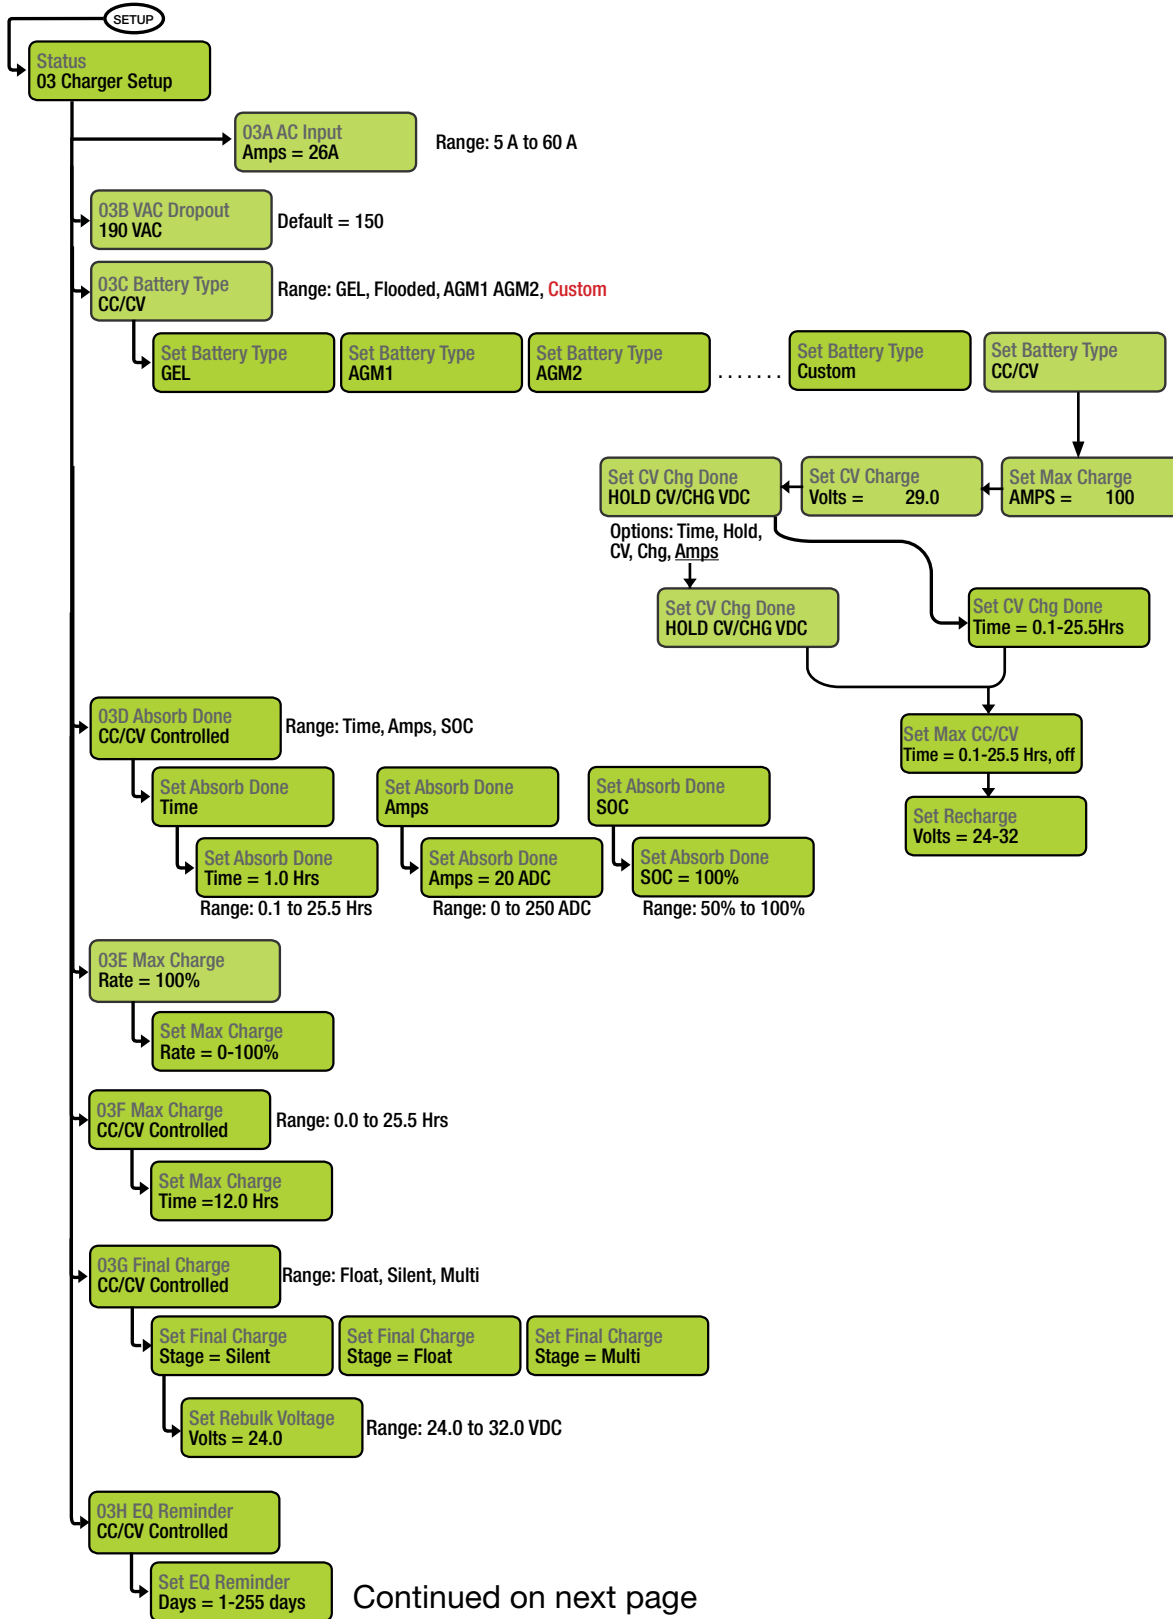 SETUP
Status
03 Charger Setup
03A AC Input
Amps = 26A
Range: 5 A to 60 A
03B VAC Dropout
190 VAC
Default = 150
03C Battery Type
CC/CV
Range: GEL, Flooded, AGM1 AGM2, Custom
Set Battery Type
GEL
Set Battery Type
AGM1
Set Battery Type
AGM2
.......
Set Battery Type
Custom
Set Battery Type
CC/CV
Set CV Chg Done
HOLD CV/CHG VDC
Set CV Charge
Volts = 29.0
Set Max Charge
AMPS = 100
Options: Time, Hold,
CV, Chg, Amps
Set CV Chg Done
HOLD CV/CHG VDC
Set CV Chg Done
Time = 0.1-25.5Hrs
03D Absorb Done
CC/CV Controlled
Range: Time, Amps, SOC
Set Max CC/CV
Time = 0.1-25.5 Hrs, off
Set Absorb Done
Time
Set Absorb Done
Amps
Set Absorb Done
SOC
Set Recharge
Volts = 24-32
Set Absorb Done
Time = 1.0 Hrs
Set Absorb Done
Amps = 20 ADC
Set Absorb Done
SOC = 100%
Range: 0.1 to 25.5 Hrs
Range: 0 to 250 ADC
Range: 50% to 100%
03E Max Charge
Rate = 100%
Set Max Charge
Rate = 0-100%
03F Max Charge
CC/CV Controlled
Range: 0.0 to 25.5 Hrs
Set Max Charge
Time =12.0 Hrs
03G Final Charge
CC/CV Controlled
Range: Float, Silent, Multi
Set Final Charge
Stage = Silent
Set Final Charge
Stage = Float
Set Final Charge
Stage = Multi
Set Rebulk Voltage
Volts = 24.0
Range: 24.0 to 32.0 VDC
03H EQ Reminder
CC/CV Controlled
Set EQ Reminder
Days = 1-255 days
Continued on next page